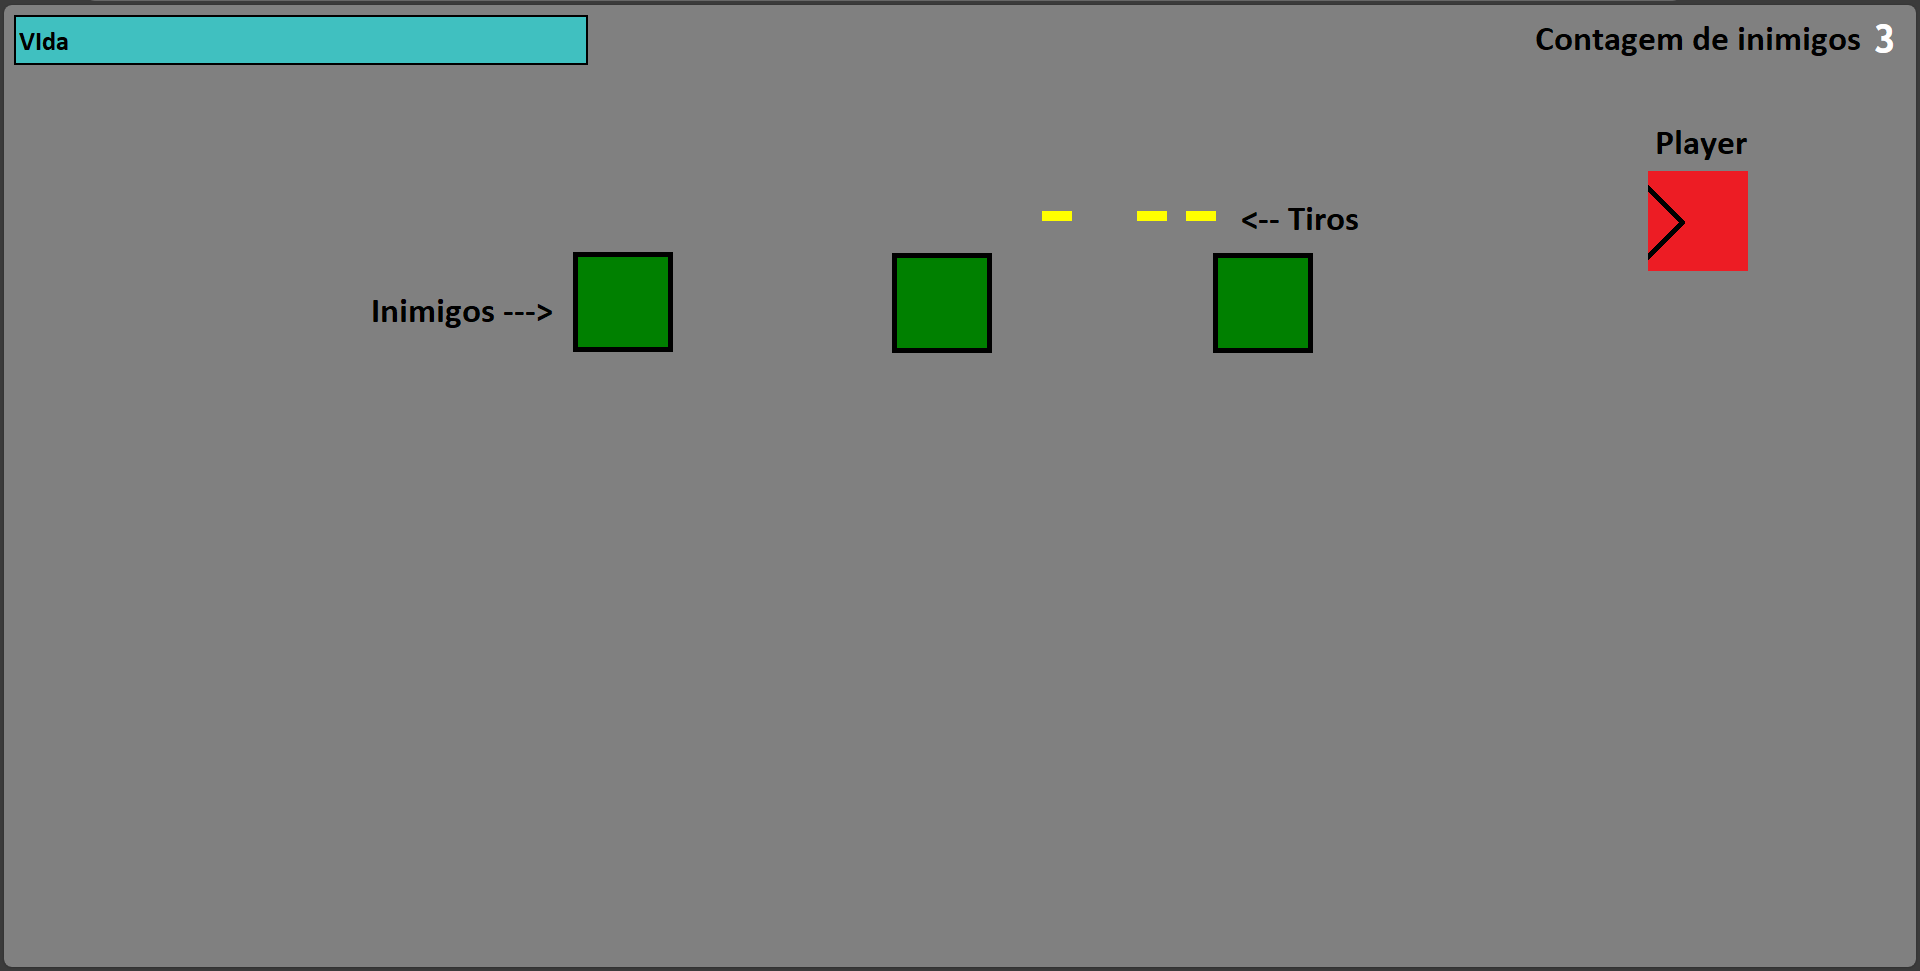 VIda
Contagem de inimigos 3
Player
<-- Tiros
Inimigos --->